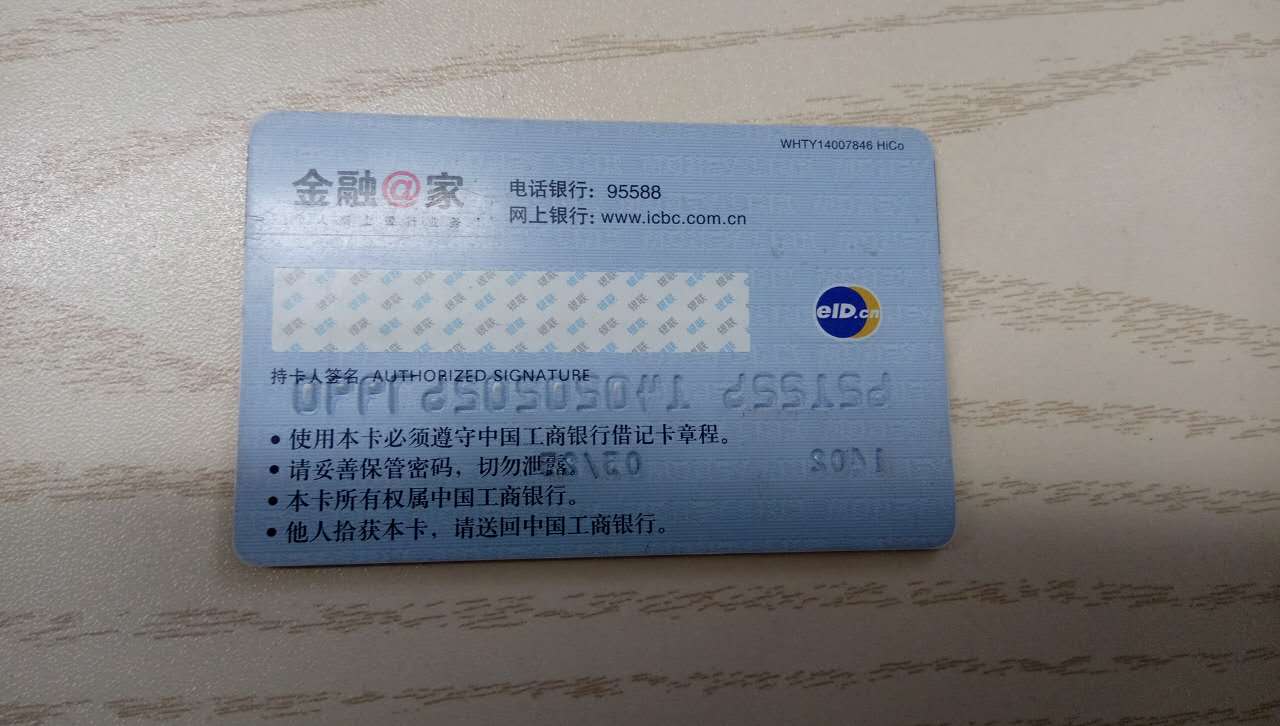 WHTY14007846 HiCo
金融@家
个人网上银行业务
电话银行：95588
网上银行：www.icbc.com.cn
eID.cn
持卡人签名 AUTHORIZED SIGNATURE
● 使用本卡必须遵守中国工商银行借记卡章程。
● 请妥善保管密码，切勿泄露。
● 本卡所有权属中国工商银行。
● 他人拾获本卡，请送回中国工商银行。